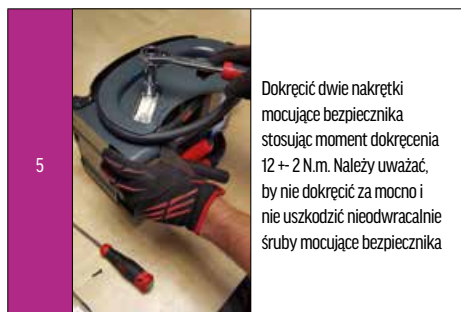 5
Dokręcić dwie nakrętki
mocujące bezpiecznika
stosując moment dokręcenia
12 +- 2 N.m. Należy uważać,
by nie dokręcić za mocno i
nie uszkodzić nieodwracalnie
śruby mocujące bezpiecznika